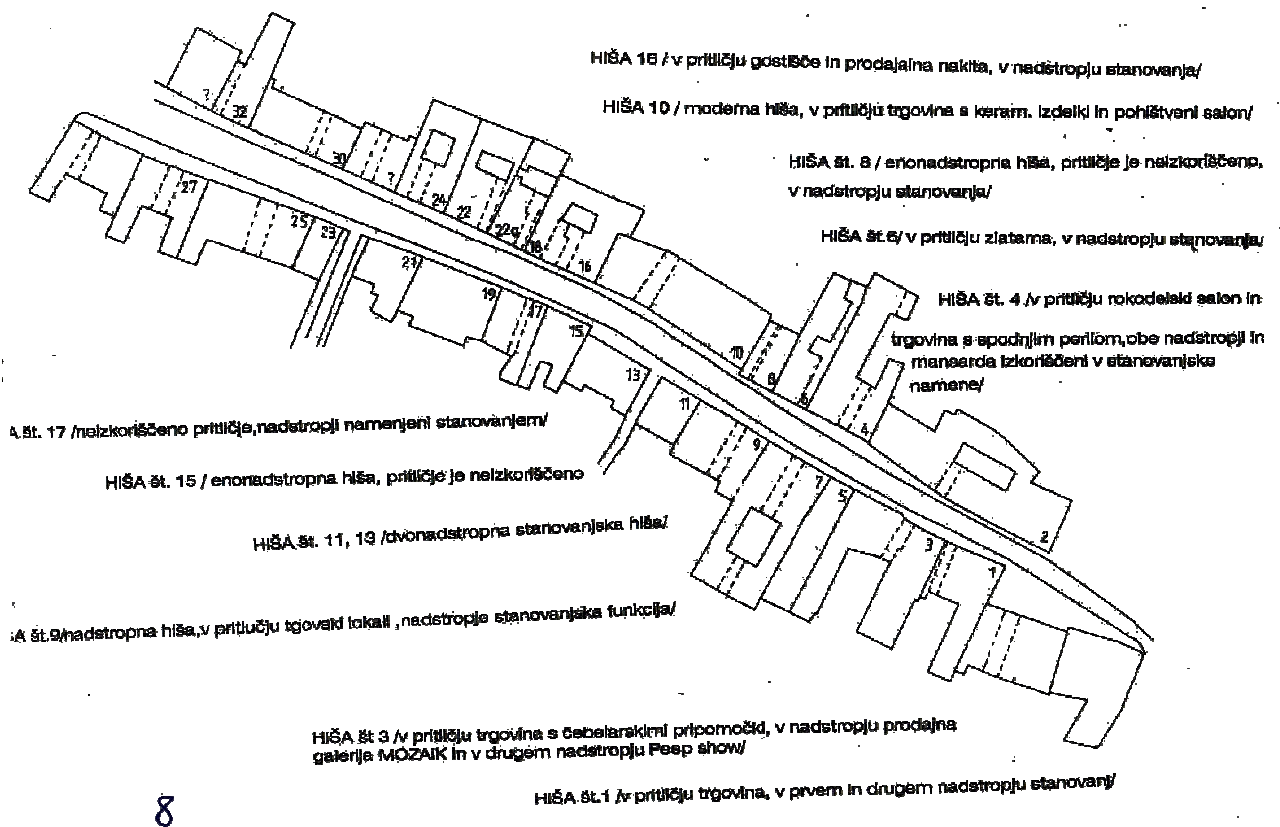 HIŠA 16 / v pritličju gostišče in prodajalna nakita, v nadstropju stanovanja/
HIŠA 10 / moderna hiša, v pritličju trgovina s keram. izdelki in pohištveni salon/
HIŠA št. 8 / enonadstropna hiša, pritličje je neizkoriščeno,
v nadstropju stanovanja/
HIŠA št.6/ v pritličju zlatarna, v nadstropju stanovanja/
HIŠA št. 4 /v pritličju rokodelski salon in
trgovina s spodnjim perilom,obe nadstropji in
mansarda izkoriščeni v stanovanjske
namene/
?
32
30
?
24
22
22a
18
16
10
8
6
4
2
27
25
23
21
19
17
15
13
11
9
7
5
3
1
A št. 17 /neizkoriščeno pritličje,nadstropji namenjeni stanovanjem/
HIŠA št. 15 / enonadstropna hiša, pritličje je neizkoriščeno
HIŠA št. 11, 19 /dvonadstropna stanovanjska hiša/
ŠA št.9/nadstropna hiša,v pritlučju tgovski lokali ,nadstropje stanovanjska funkcija/
HIŠA št 3 /v pritličju trgovina s čebelarskimi pripomočki, v nadstropju prodajna
galerija MOZAIK in v drugem nadstropju Peep show/
HIŠA št.1 /v pritličju trgovina, v prvem in drugem nadstropju stanovanj/
8